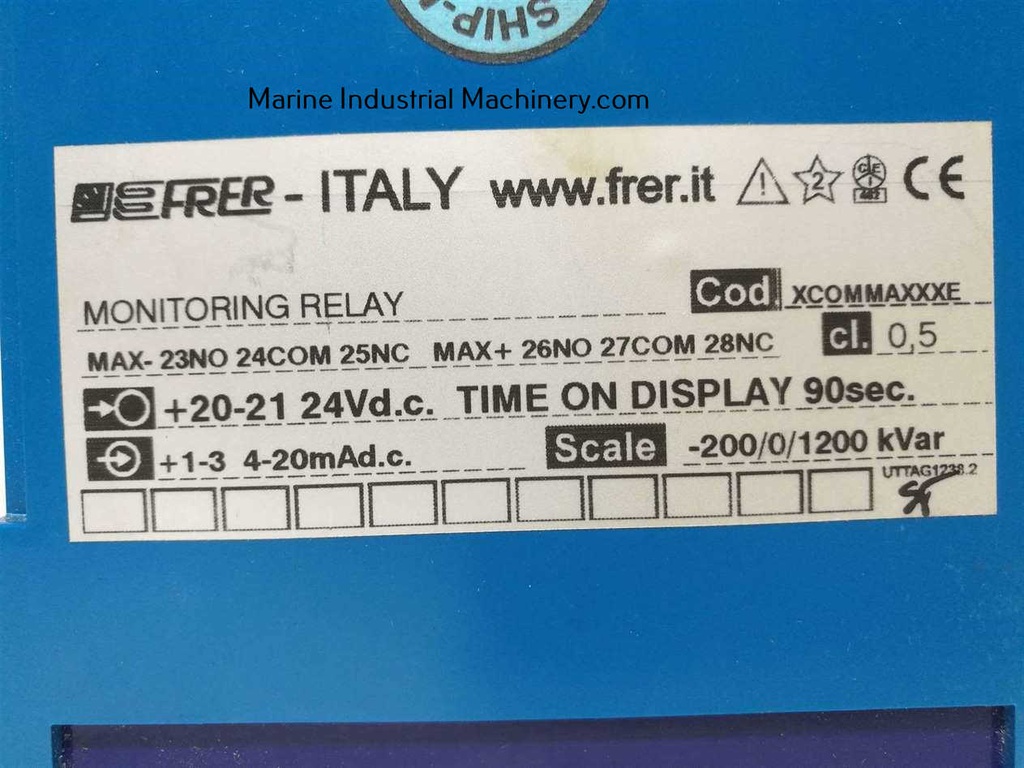 SHIP-
Marine Industrial Machinery.com
FRER - ITALY www.frer.it ! 2 CE
MONITORING RELAY Cod. XCOMMAXXXE
MAX- 23NO 24COM 25NC MAX+ 26NO 27COM 28NC cl. 0,5
+20-21 24Vd.c. TIME ON DISPLAY 90sec.
+1-3 4-20mAd.c. Scale -200/0/1200 kVar
UTTAG1238.2